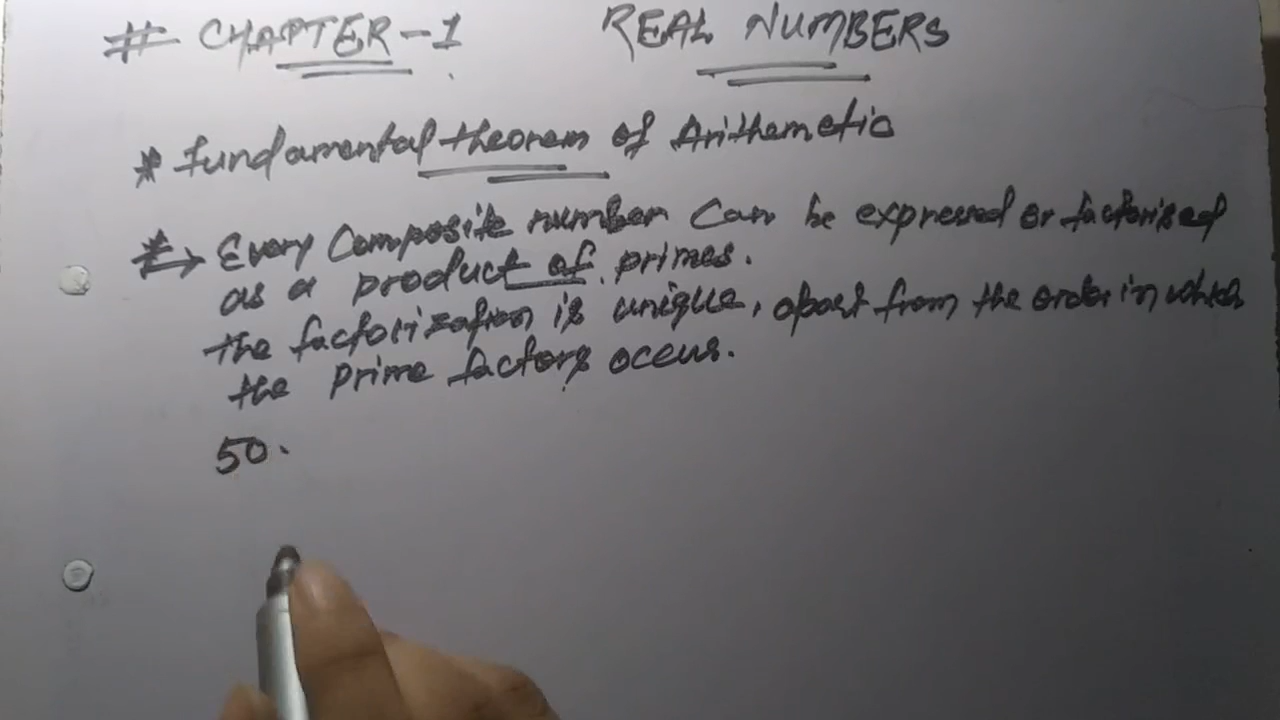 # CHAPTER-1 REAL NUMBERS
* fundamental theorem of Arithemetic
*→ Every Composite number Can be expressed or factorised
as a product of primes.
the factorization is unique, apart from the order in which
the prime factors occur.
50.